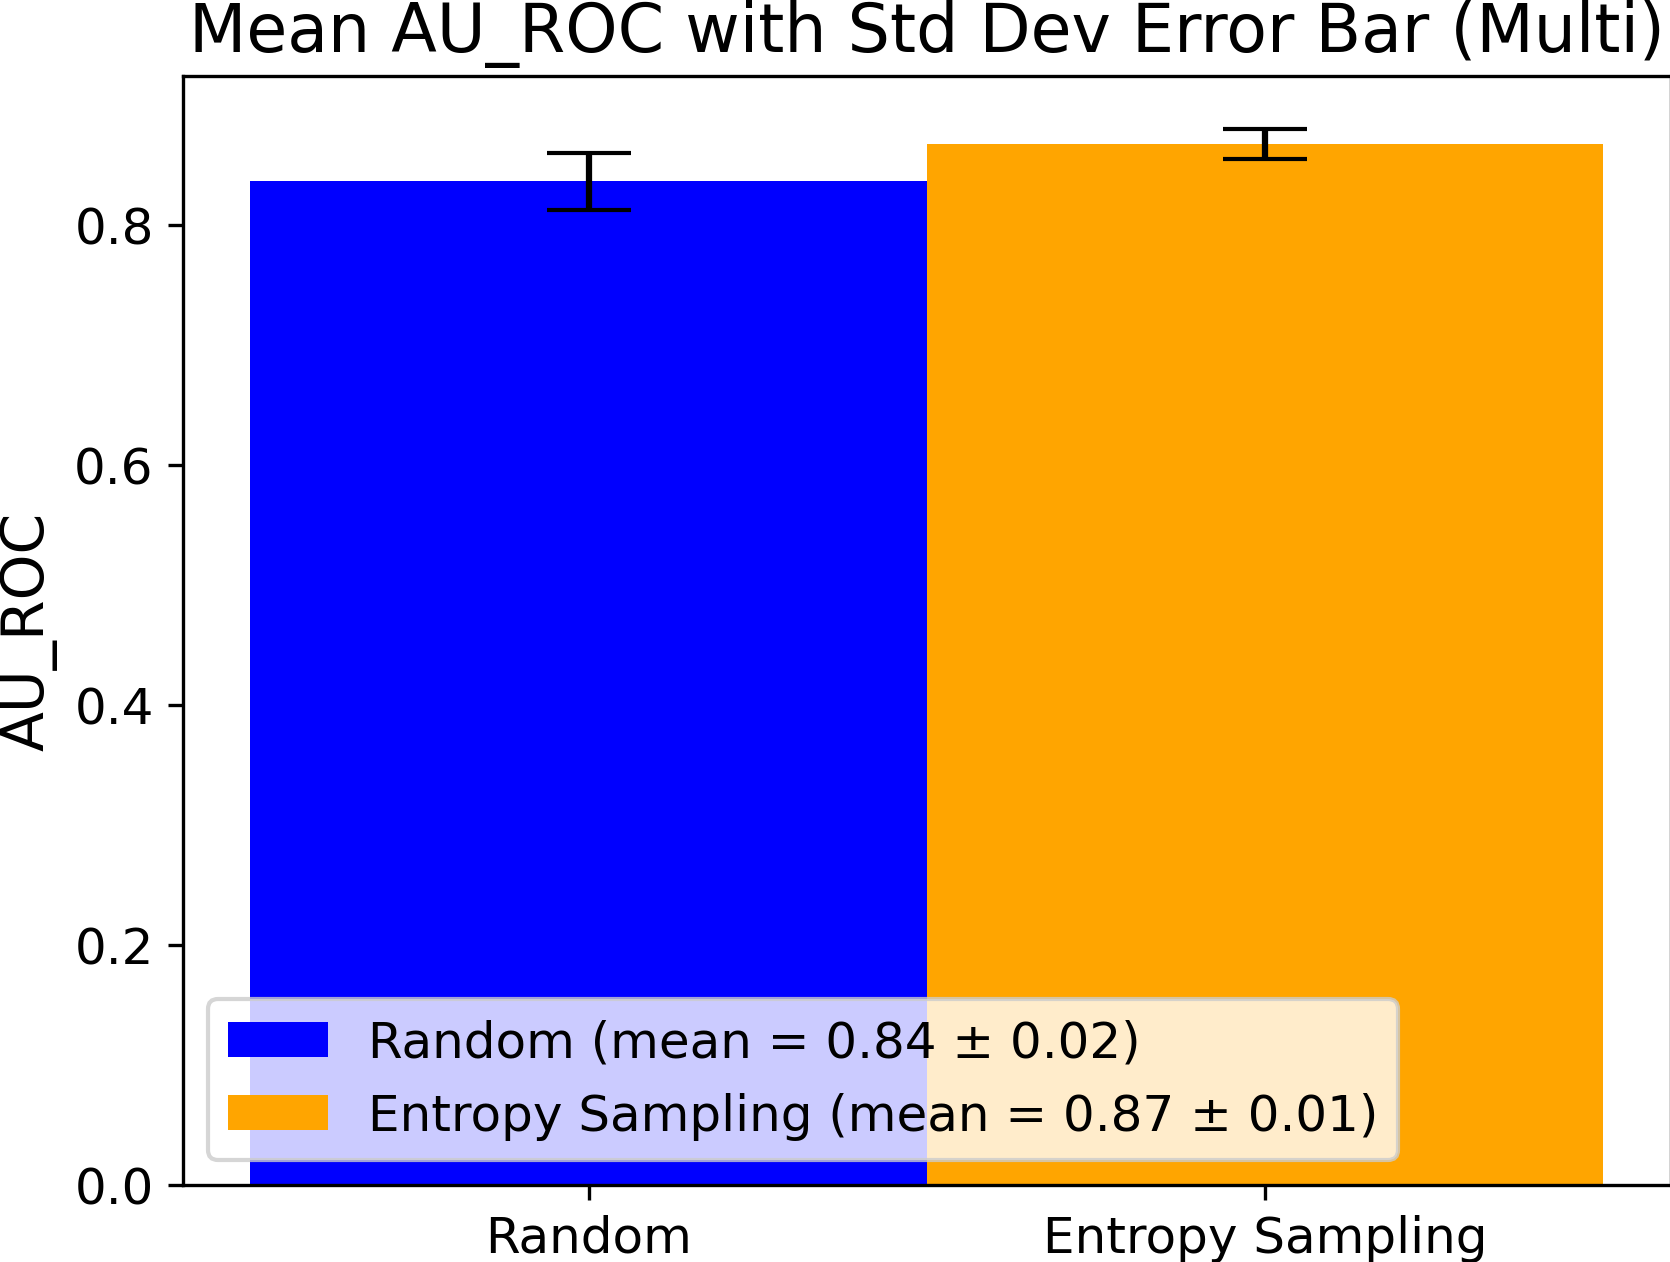 Mean AU_ROC with Std Dev Error Bar (Multi)
AU_ROC
0.8
0.6
0.4
0.2
0.0
Random (mean = 0.84 ± 0.02)
Entropy Sampling (mean = 0.87 ± 0.01)
Random
Entropy Sampling